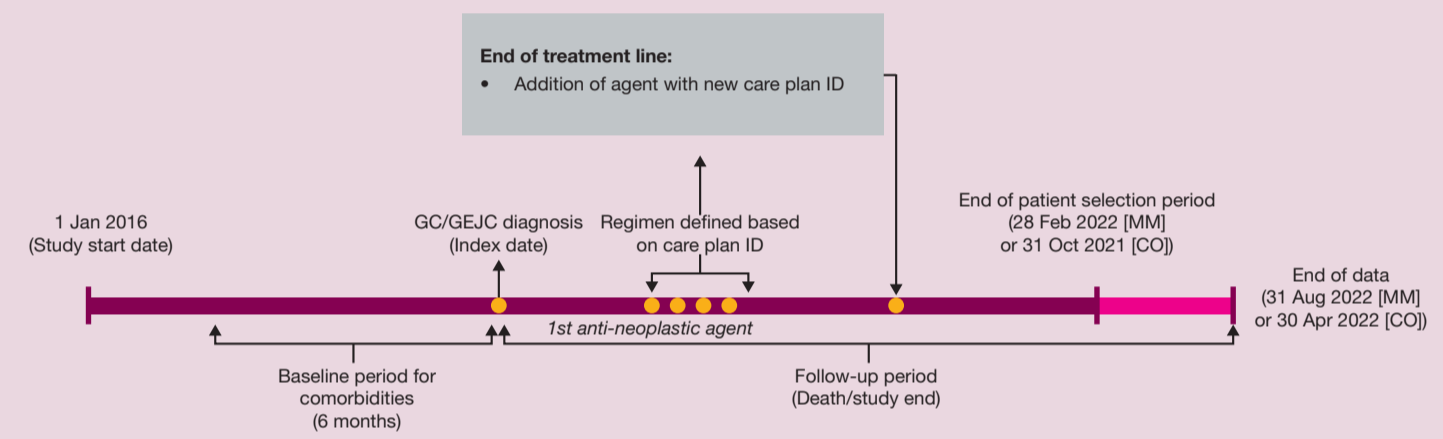 End of treatment line:
• Addition of agent with new care plan ID
1 Jan 2016
(Study start date)
GC/GEJC diagnosis
(Index date)
Regimen defined based
on care plan ID
End of patient selection period
(28 Feb 2022 [MM]
or 31 Oct 2021 [CO])
End of data
(31 Aug 2022 [MM]
or 30 Apr 2022 [CO])
1st anti-neoplastic agent
Baseline period for
comorbidities
(6 months)
Follow-up period
(Death/study end)